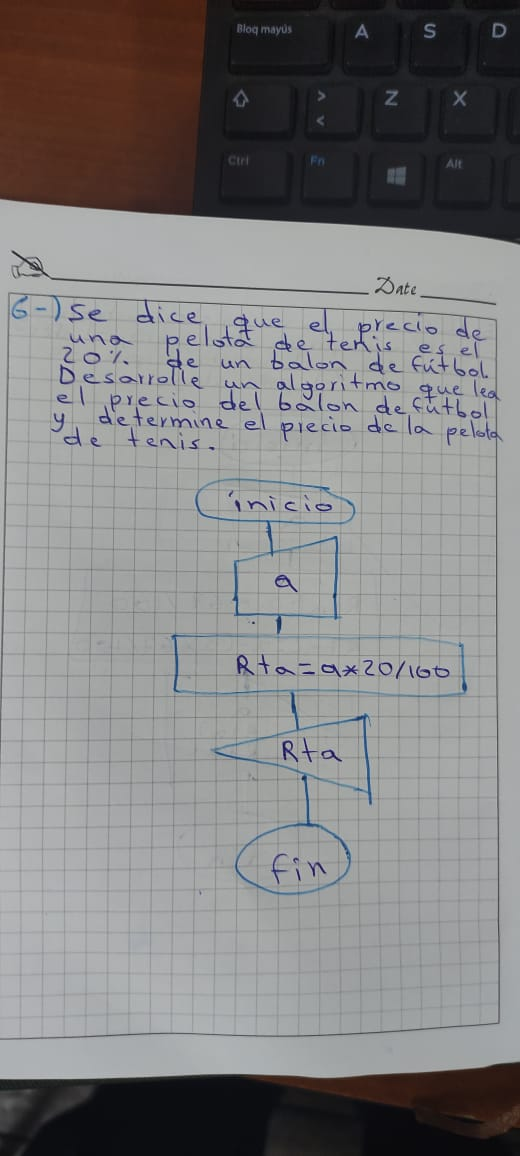 Bloq mayús A S D
> Z X
<
Ctrl Fn Alt
Date
6-) Se dice que el precio de
una pelota de tenis es el
20% de un balon de fútbol.
Desarrolle un algoritmo que lea
el precio del balon de fútbol
y determine el precio de la pelota
de tenis.
inicio
a
Rta=a*20/100
Rta
fin